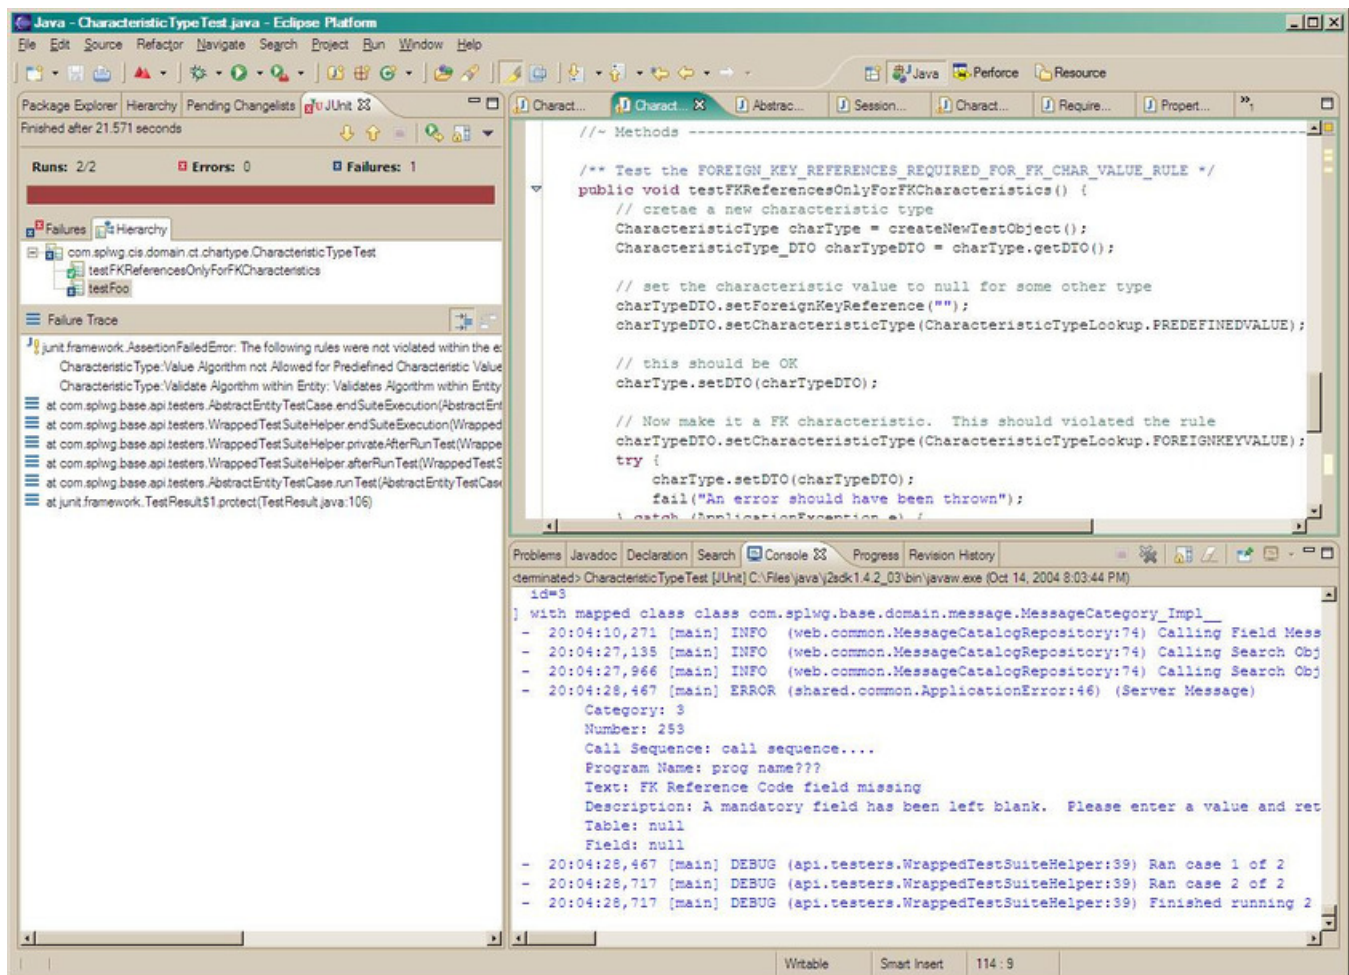 Java - CharacteristicTypeTest.java - Eclipse Platform
File Edit Source Refactor Navigate Search Project Run Window Help
Java Perforce Resource
Package Explorer Hierarchy Pending Changelists JUnit
Finished after 21.571 seconds
Runs: 2/2 Errors: 0 Failures: 1
Failures Hierarchy
com.splwg.cis.domain.ct.chartype.CharacteristicTypeTest
testFKReferencesOnlyForFKCharacteristics
testFoo
Failure Trace
junit.framework.AssertionFailedError: The following rules were not violated within the e
CharacteristicType:Value Algorithm not Allowed for Predefined Characteristic Value
CharacteristicType:Validate Algorithm within Entity: Validates Algorithm within Entity
at com.splwg.base.api.testers.AbstractEntityTestCase.endSuiteExecution(AbstractEnt
at com.splwg.base.api.testers.WrappedTestSuiteHelper.endSuiteExecution(Wrapped
at com.splwg.base.api.testers.WrappedTestSuiteHelper.privateAfterRunTest(Wrappe
at com.splwg.base.api.testers.WrappedTestSuiteHelper.afterRunTest(WrappedTestS
at com.splwg.base.api.testers.AbstractEntityTestCase.runTest(AbstractEntityTestCase
at junit.framework.TestResult$1.protect(TestResult.java:106)
Charact... Charact... Abstrac... Session... Charact... Require... Propert... »1
//~ Methods ------------------------------------------------------------------
/** Test the FOREIGN_KEY_REFERENCES_REQUIRED_FOR_FK_CHAR_VALUE_RULE */
public void testFKReferencesOnlyForFKCharacteristics() {
// cretae a new characteristic type
CharacteristicType charType = createNewTestObject();
CharacteristicType_DTO charTypeDTO = charType.getDTO();
// set the characteristic value to null for some other type
charTypeDTO.setForeignKeyReference("");
charTypeDTO.setCharacteristicType(CharacteristicTypeLookup.PREDEFINEDVALUE);
// this should be OK
charType.setDTO(charTypeDTO);
// Now make it a FK characteristic.  This should violated the rule
charTypeDTO.setCharacteristicType(CharacteristicTypeLookup.FOREIGNKEYVALUE);
try {
charType.setDTO(charTypeDTO);
fail("An error should have been thrown");
} catch (ApplicationException e) {
Problems Javadoc Declaration Search Console Progress Revision History
<terminated> CharacteristicTypeTest [JUnit] C:\Files\java\j2sdk1.4.2_03\bin\javaw.exe (Oct 14, 2004 8:03:44 PM)
id=3
] with mapped class class com.splwg.base.domain.message.MessageCategory_Impl__
- 20:04:10,271 [main] INFO (web.common.MessageCatalogRepository:74) Calling Field Mess
- 20:04:27,135 [main] INFO (web.common.MessageCatalogRepository:74) Calling Search Obj
- 20:04:27,966 [main] INFO (web.common.MessageCatalogRepository:74) Calling Search Obj
- 20:04:28,467 [main] ERROR (shared.common.ApplicationError:46) (Server Message)
Category: 3
Number: 253
Call Sequence: call sequence....
Program Name: prog name???
Text: FK Reference Code field missing
Description: A mandatory field has been left blank.  Please enter a value and ret
Table: null
Field: null
- 20:04:28,467 [main] DEBUG (api.testers.WrappedTestSuiteHelper:39) Ran case 1 of 2
- 20:04:28,717 [main] DEBUG (api.testers.WrappedTestSuiteHelper:39) Ran case 2 of 2
- 20:04:28,717 [main] DEBUG (api.testers.WrappedTestSuiteHelper:39) Finished running 2
Writable Smart Insert 114 : 9